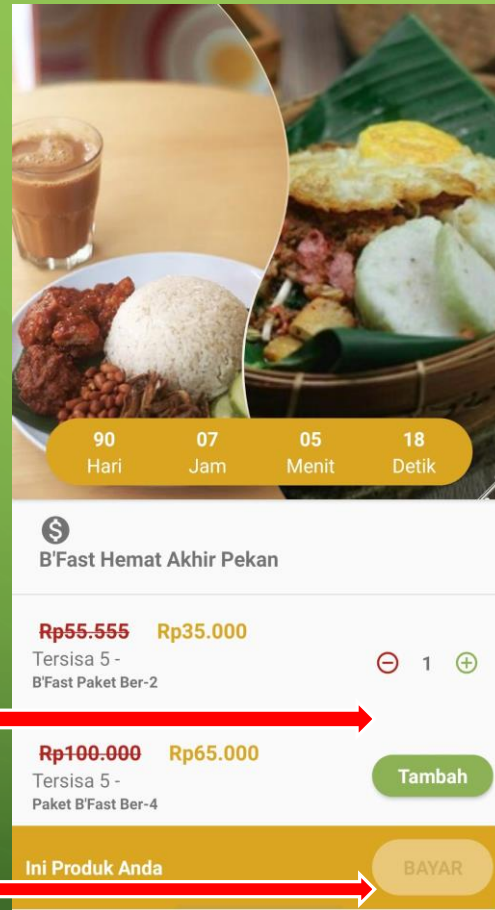 90 07 05 18
Hari Jam Menit Detik
B'Fast Hemat Akhir Pekan
Rp55.555 Rp35.000
Tersisa 5 -
B'Fast Paket Ber-2
1
Rp100.000 Rp65.000
Tersisa 5 -
Paket B'Fast Ber-4
Tambah
Ini Produk Anda
BAYAR